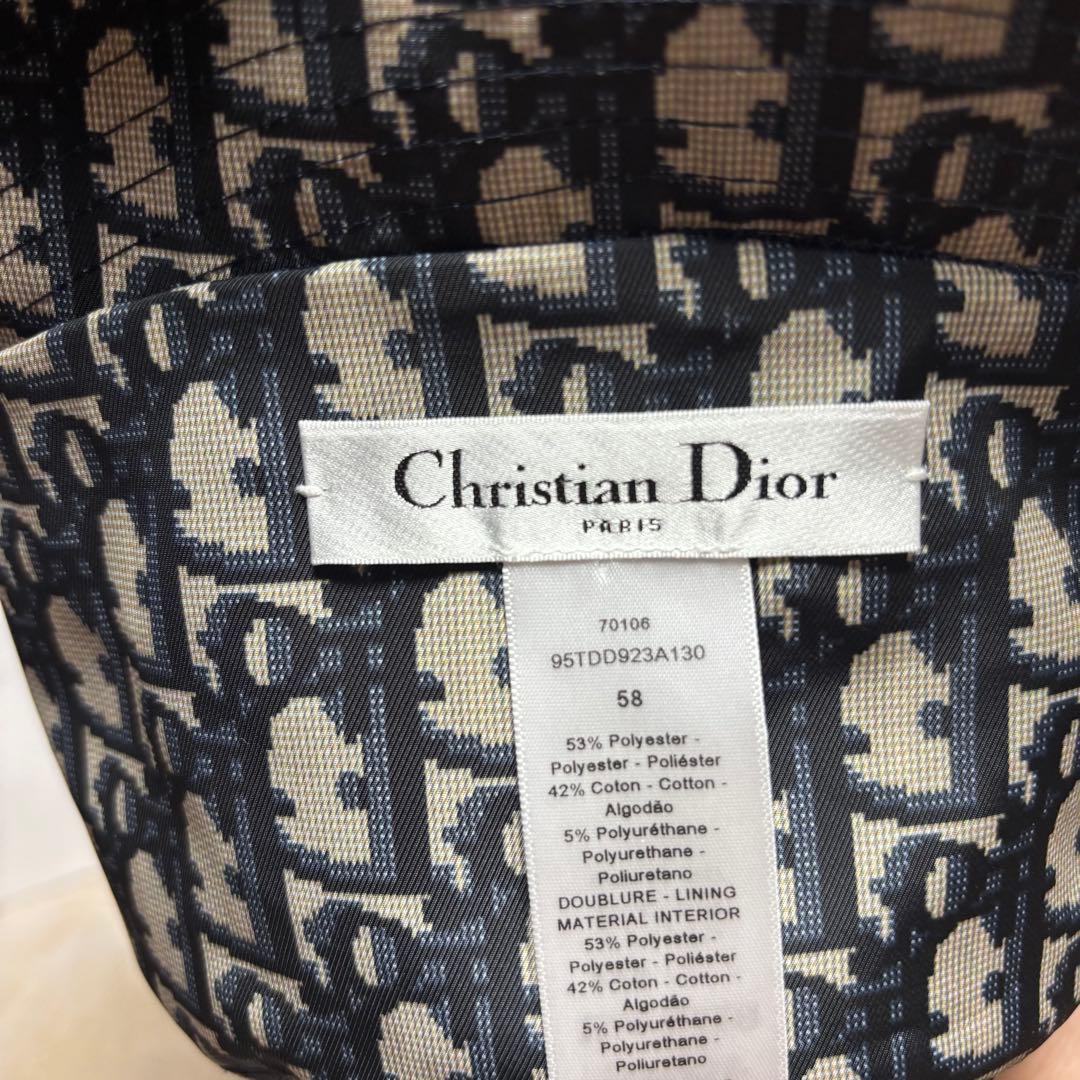 Christian Dior
PARIS
70106
95TDD923A130
58
53% Polyester -
Polyester - Poliéster
42% Coton - Cotton -
Algodão
5% Polyuréthane -
Polyurethane -
Poliuretano
DOUBLURE - LINING
MATERIAL INTERIOR
53% Polyester -
Polyester - Poliéster
42% Coton - Cotton -
Algodão
5% Polyuréthane -
Polyurethane -
Poliuretano